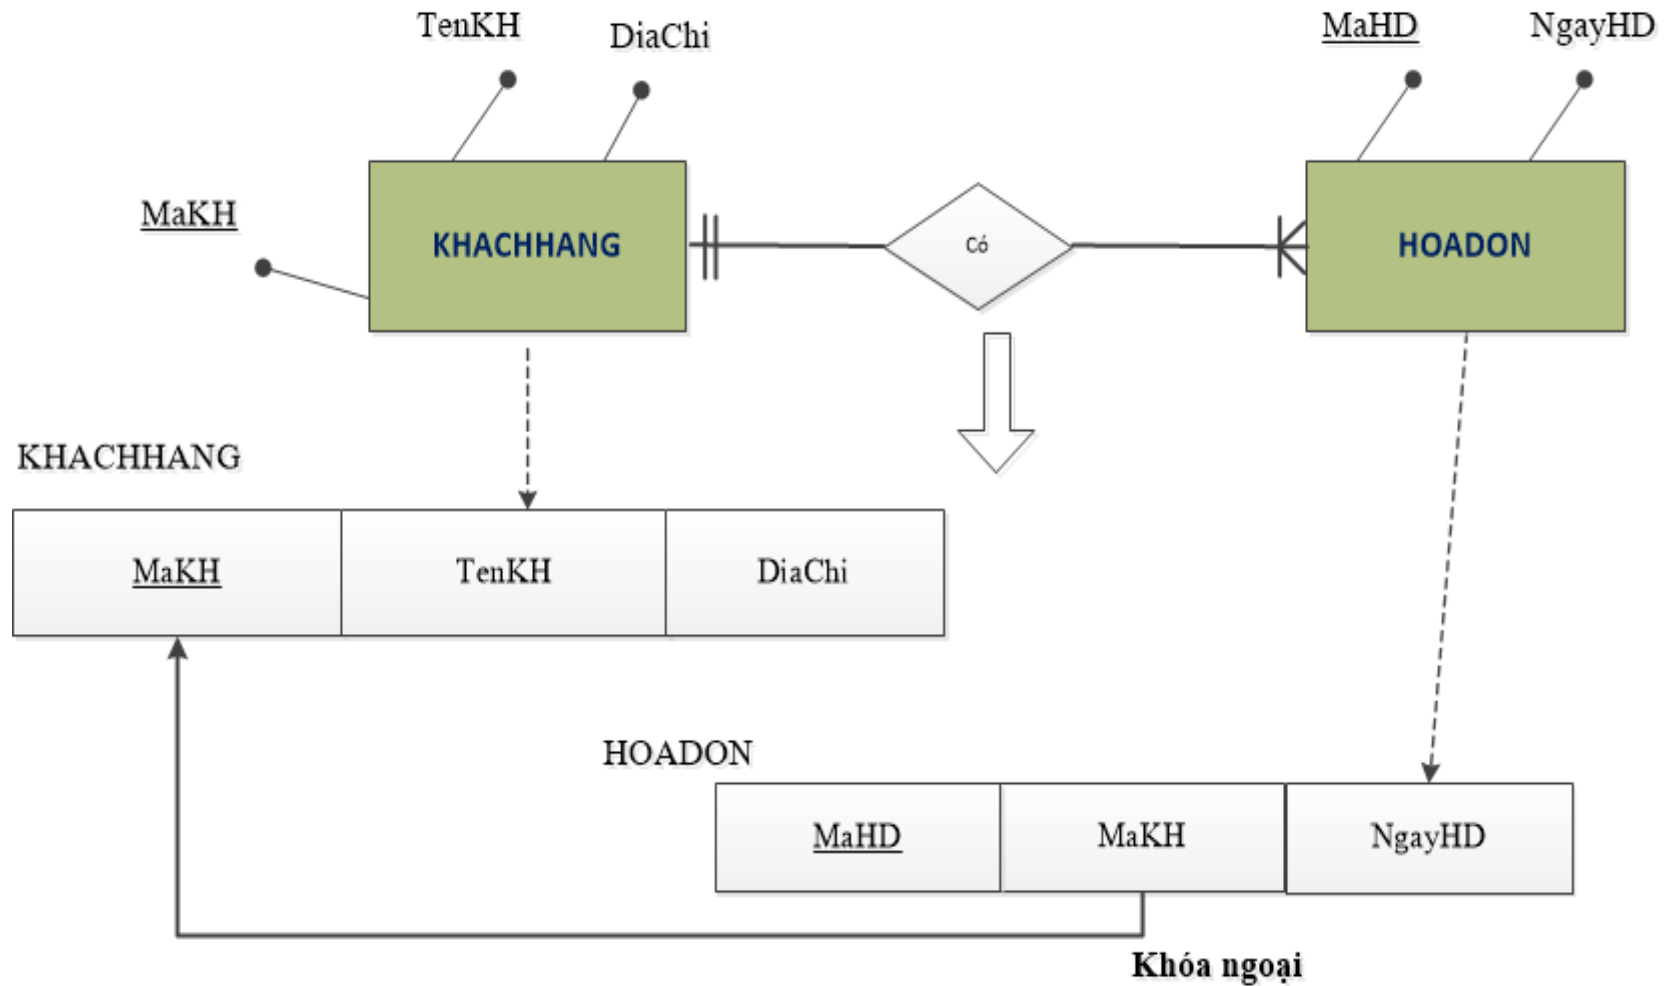 TenKH
DiaChi
MaHD
NgayHD
MaKH
KHACHHANG
Có
HOADON
KHACHHANG
MaKH
TenKH
DiaChi
HOADON
MaHD
MaKH
NgayHD
Khóa ngoại